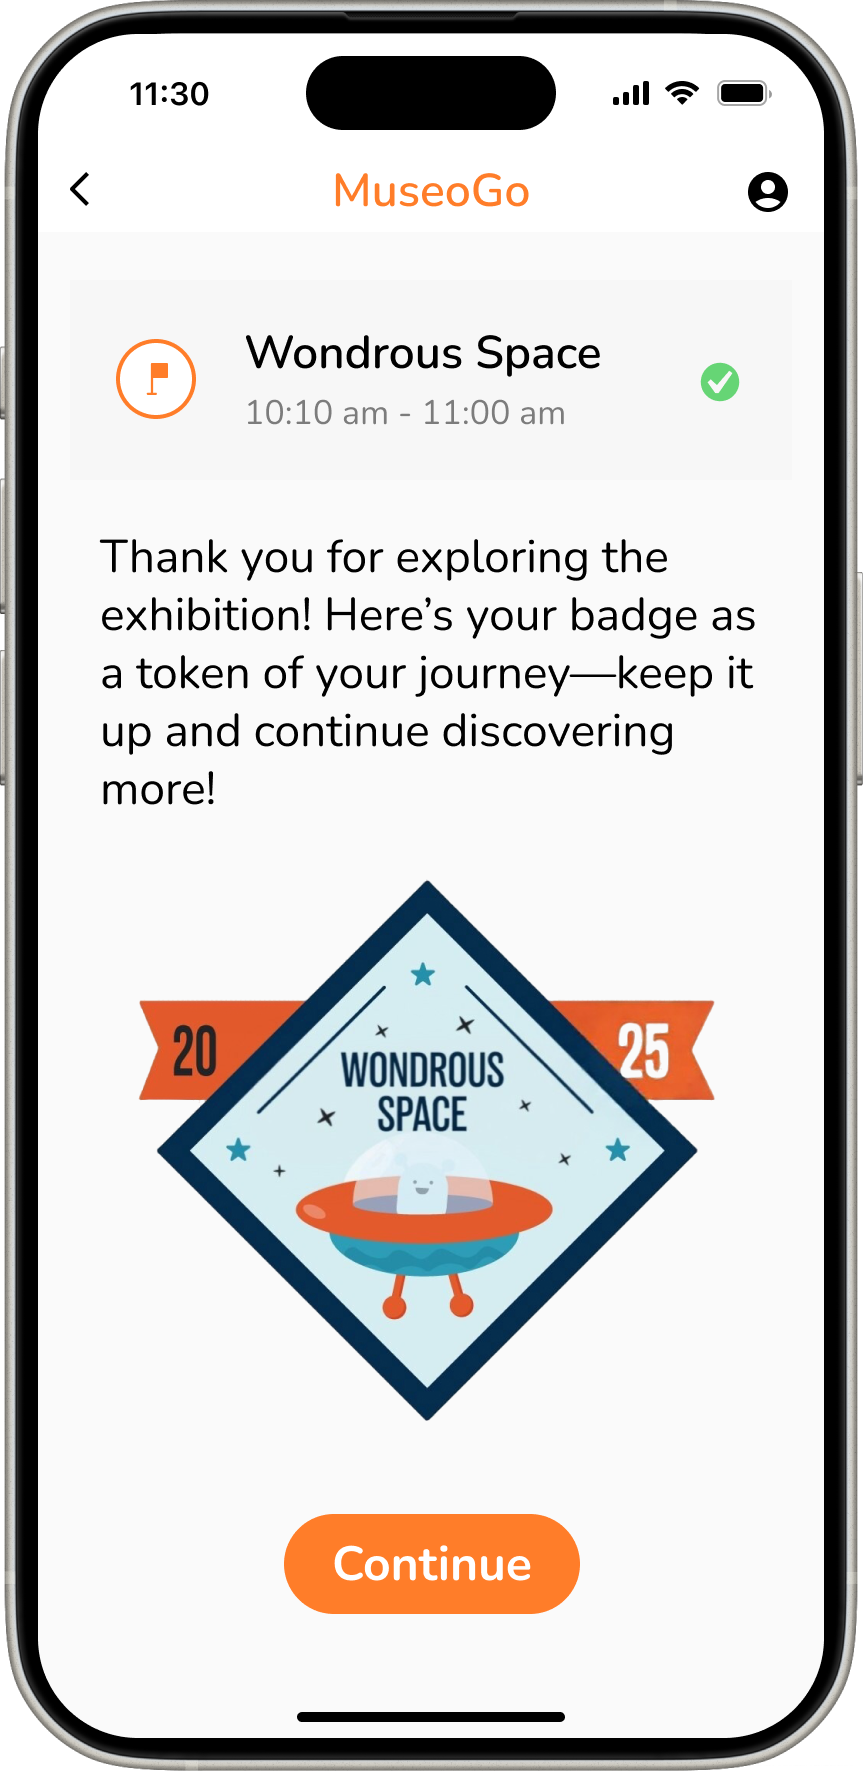 11:30
MuseoGo
Wondrous Space
10:10 am - 11:00 am
Thank you for exploring the
exhibition! Here’s your badge as
a token of your journey—keep it
up and continue discovering
more!
20
25
WONDROUS
SPACE
Continue